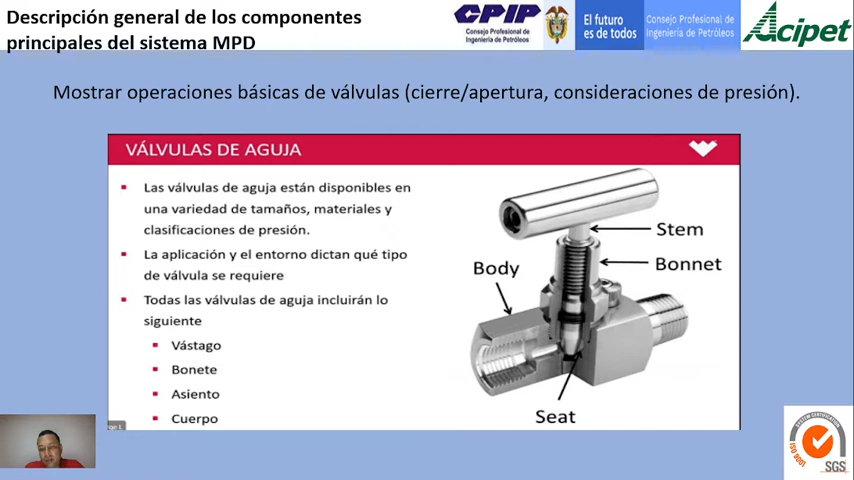 Descripción general de los componentes
principales del sistema MPD
CPIP
Consejo Profesional de
Ingeniería de Petróleos
El futuro
es de todos
Consejo Profesional de
Ingeniería de Petróleos
Acipet
Mostrar operaciones básicas de válvulas (cierre/apertura, consideraciones de presión).
VÁLVULAS DE AGUJA
Las válvulas de aguja están disponibles en
una variedad de tamaños, materiales y
clasificaciones de presión.
La aplicación y el entorno dictan qué tipo
de válvula se requiere
Todas las válvulas de aguja incluirán lo
siguiente
Vástago
Bonete
Asiento
Cuerpo
Stem
Bonnet
Body
Seat
SYSTEM CERTIFICATION
ISO 9001
SGS